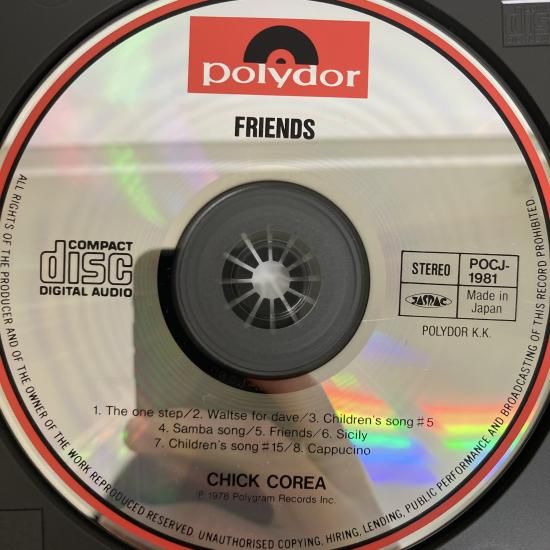 polydor
FRIENDS
COMPACT
disc
DIGITAL AUDIO
STEREO
POCJ-
1981
JASRAC
Made in
Japan
POLYDOR K.K.
1. The one step/2. Waltse for dave/3. Children's song #5
4. Samba song/5. Friends/6. Sicily
7. Children's song #15/8. Cappucino
CHICK COREA
℗ 1978 Polygram Records Inc.
ALL RIGHTS OF THE PRODUCER AND OF THE OWNER OF THE WORK REPRODUCED RESERVED. UNAUTHORISED COPYING, HIRING, LENDING, PUBLIC PERFORMANCE AND BROADCASTING OF THIS RECORD PROHIBITED.